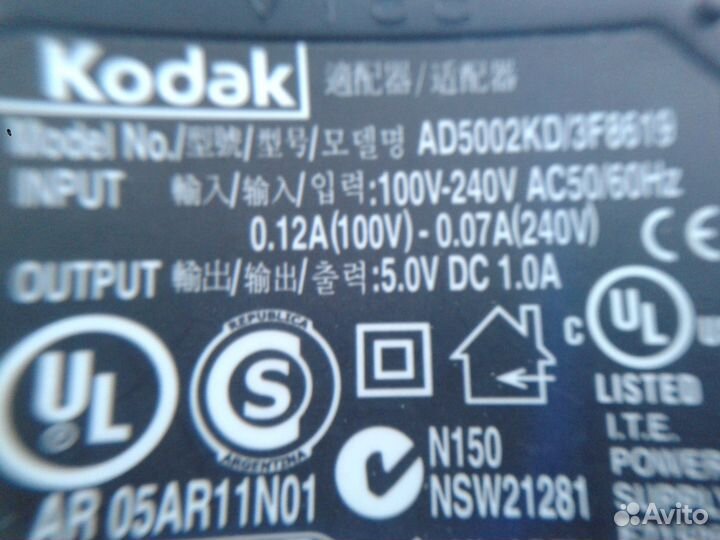 Kodak 適配器/适配器
Model No./型號/型号/모델명 AD5002KD/3F8619
INPUT 輸入/输入/입력:100V-240V AC50/60Hz
0.12A(100V) - 0.07A(240V)
CE
OUTPUT 輸出/输出/출력:5.0V DC 1.0A
UL
REPUBLICA
S
ARGENTINA
C UL
LISTED
I.T.E.
POWER
SUPPLY
AR 05AR11N01
N150
NSW21281
Avito